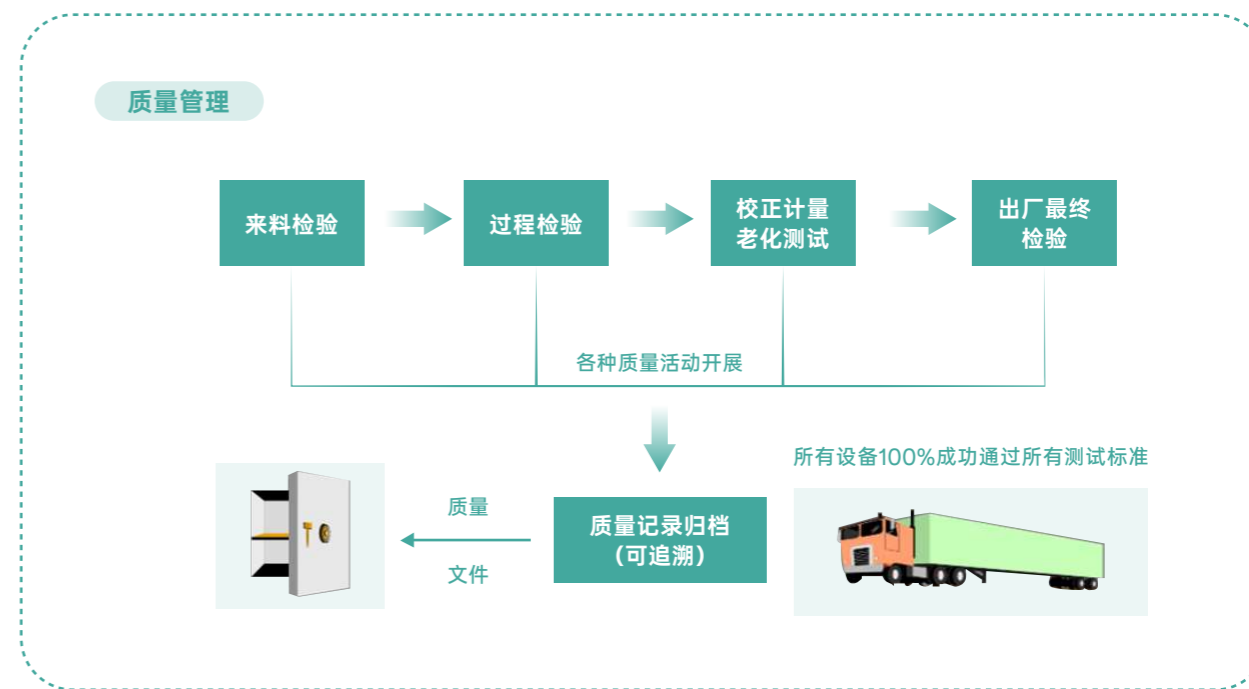 质量管理
来料检验
过程检验
校正计量
老化测试
出厂最终
检验
各种质量活动开展
所有设备100%成功通过所有测试标准
质量
文件
质量记录归档
(可追溯)